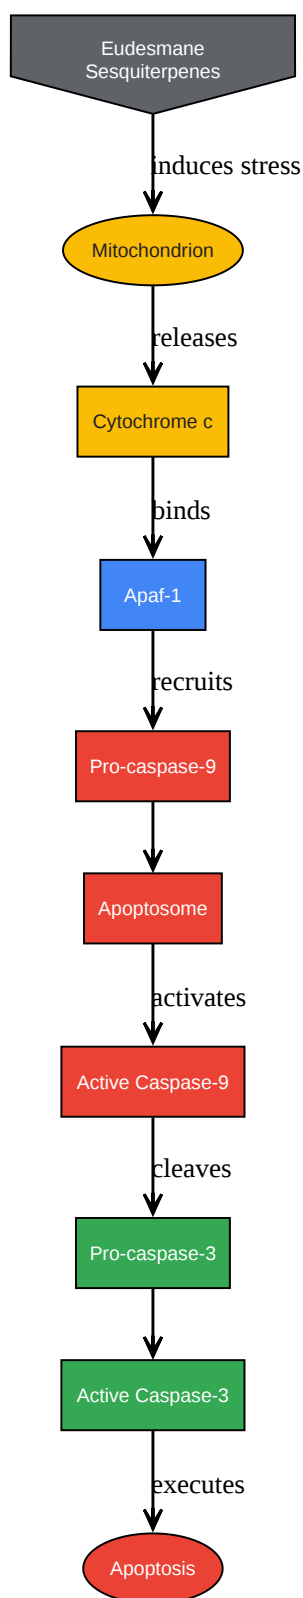 Eudesmane
Sesquiterpenes
induces stress
Mitochondrion
releases
Cytochrome c
binds
Apaf-1
recruits
Pro-caspase-9
Apoptosome
activates
Active Caspase-9
cleaves
Pro-caspase-3
Active Caspase-3
executes
Apoptosis